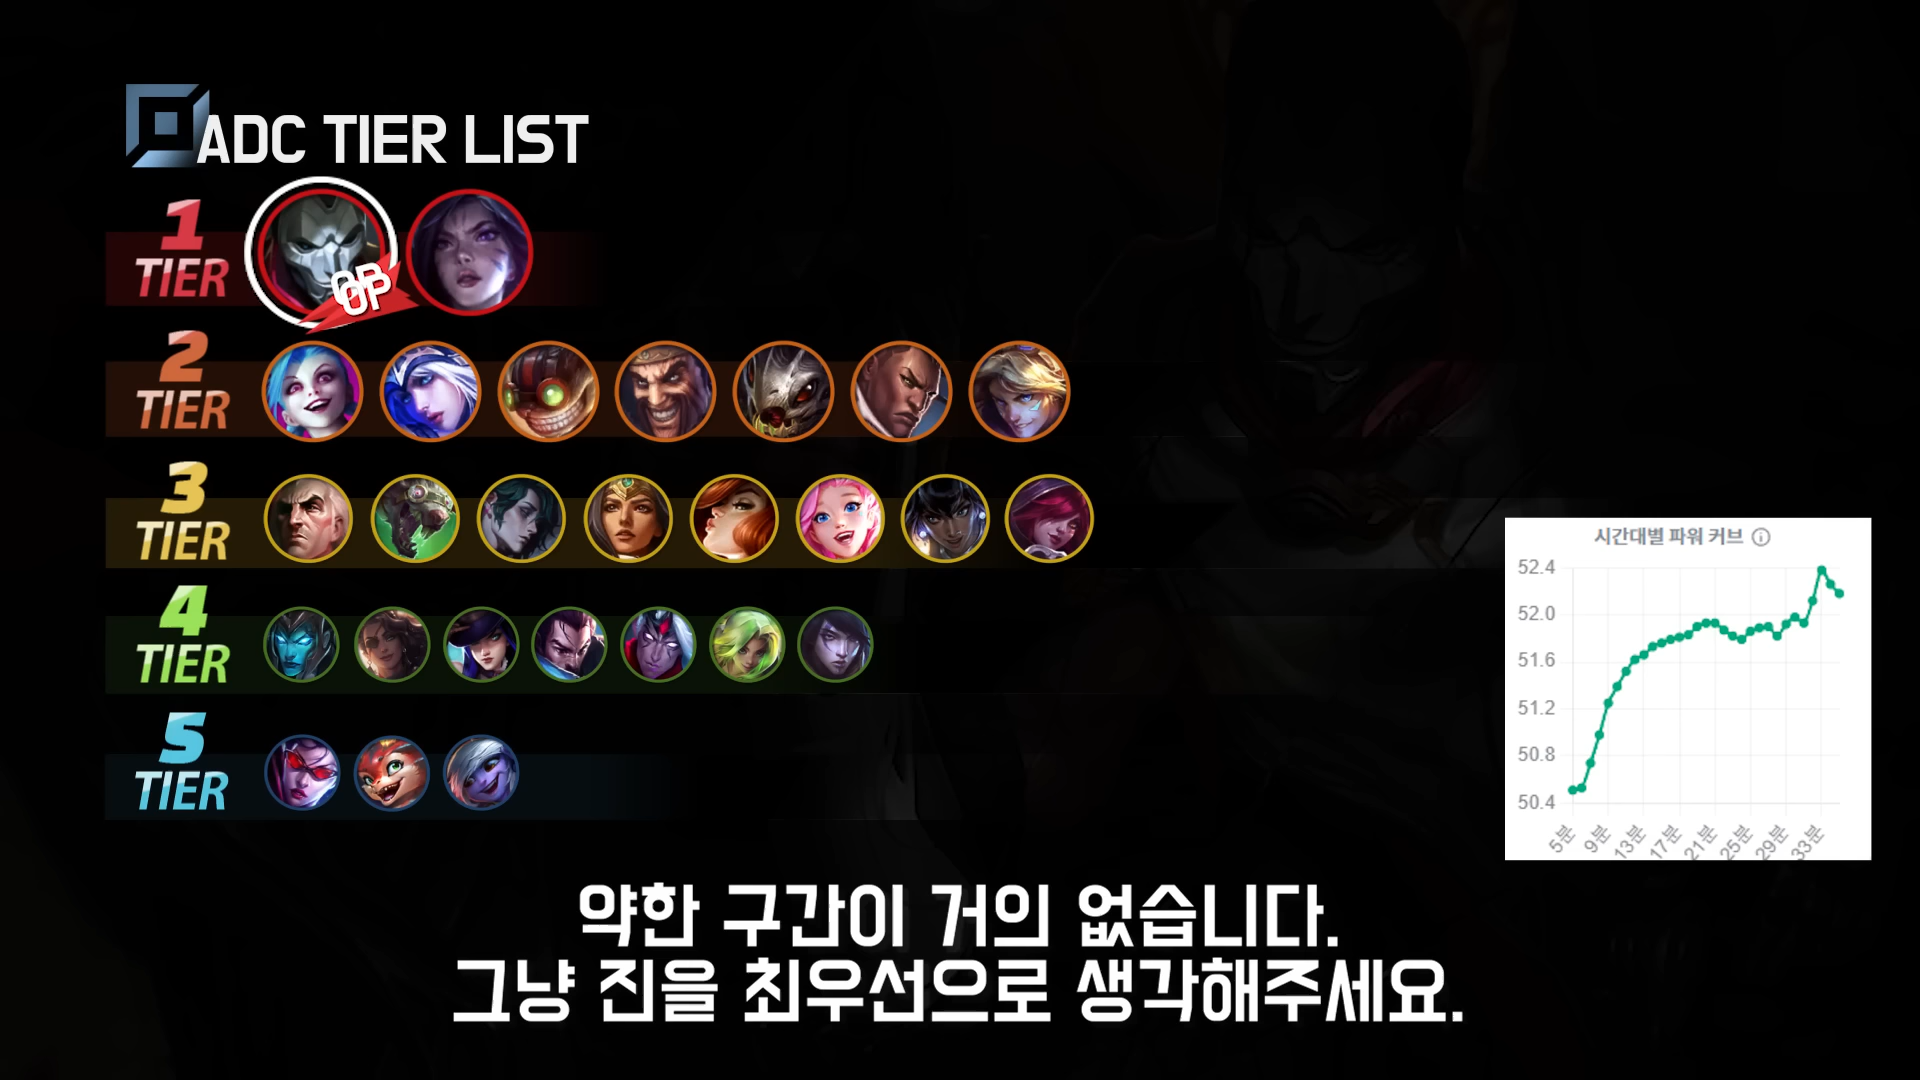 ADC TIER LIST
1
TIER
OP
OP
2
TIER
3
TIER
4
TIER
5
TIER
시간대별 파워 커브
52.4
52.0
51.6
51.2
50.8
50.4
5분 9분 13분 17분 21분 25분 29분 33분
약한 구간이 거의 없습니다.
그냥 진을 최우선으로 생각해주세요.